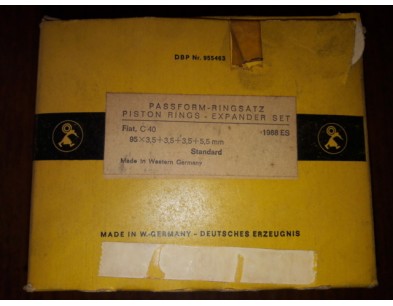 DBP Nr. 955463
PASSFORM-RINGSATZ
PISTON RINGS - EXPANDER SET
Fiat, C 40 -1988 ES
95 × 3,5 + 3,5 + 3,5 + 5,5 mm
Standard
Made in Western Germany
MADE IN W.-GERMANY - DEUTSCHES ERZEUGNIS